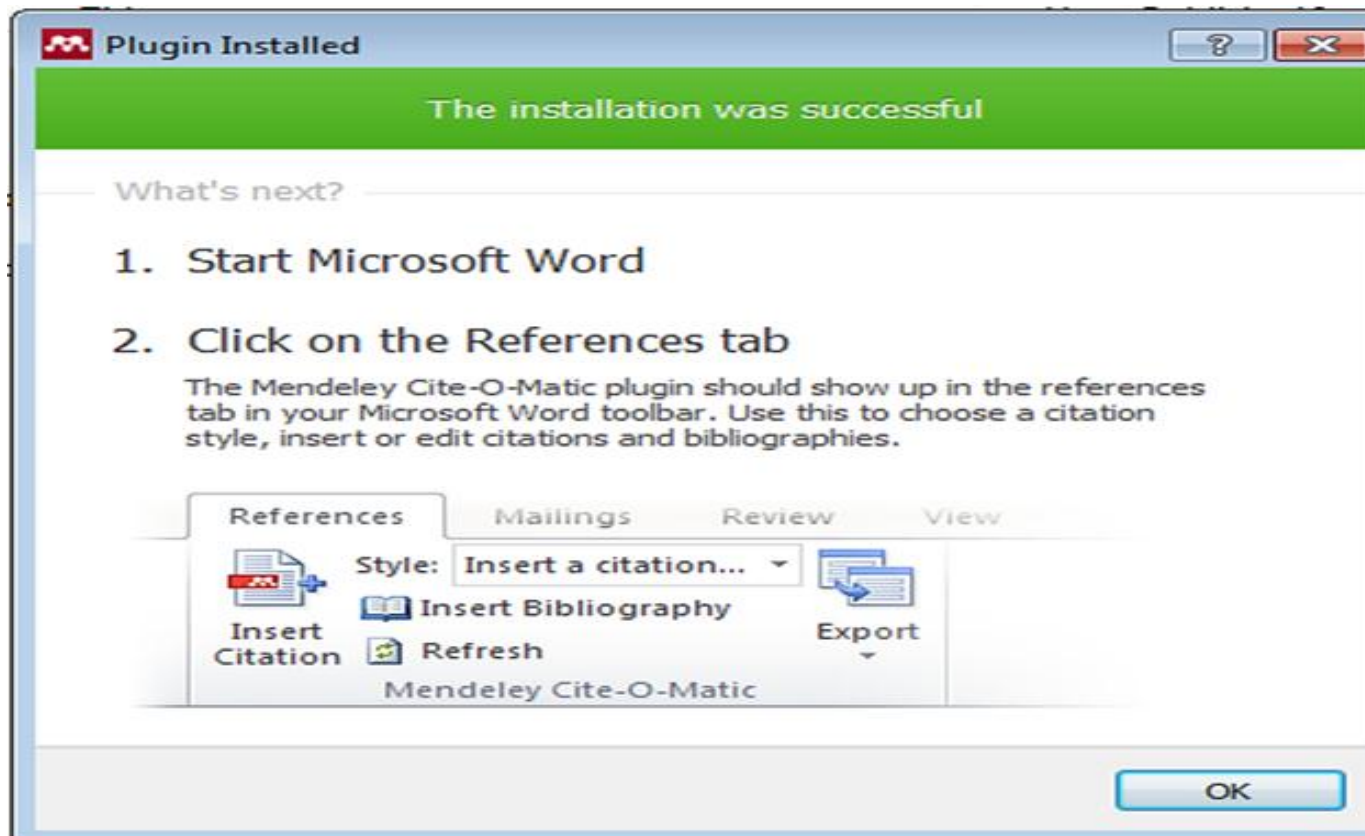 Plugin Installed
The installation was successful
What's next?
1. Start Microsoft Word
2. Click on the References tab
The Mendeley Cite-O-Matic plugin should show up in the references
tab in your Microsoft Word toolbar. Use this to choose a citation
style, insert or edit citations and bibliographies.
References Mailings Review View
Style: Insert a citation...
Insert Bibliography
Insert
Citation
Refresh
Export
Mendeley Cite-O-Matic
OK